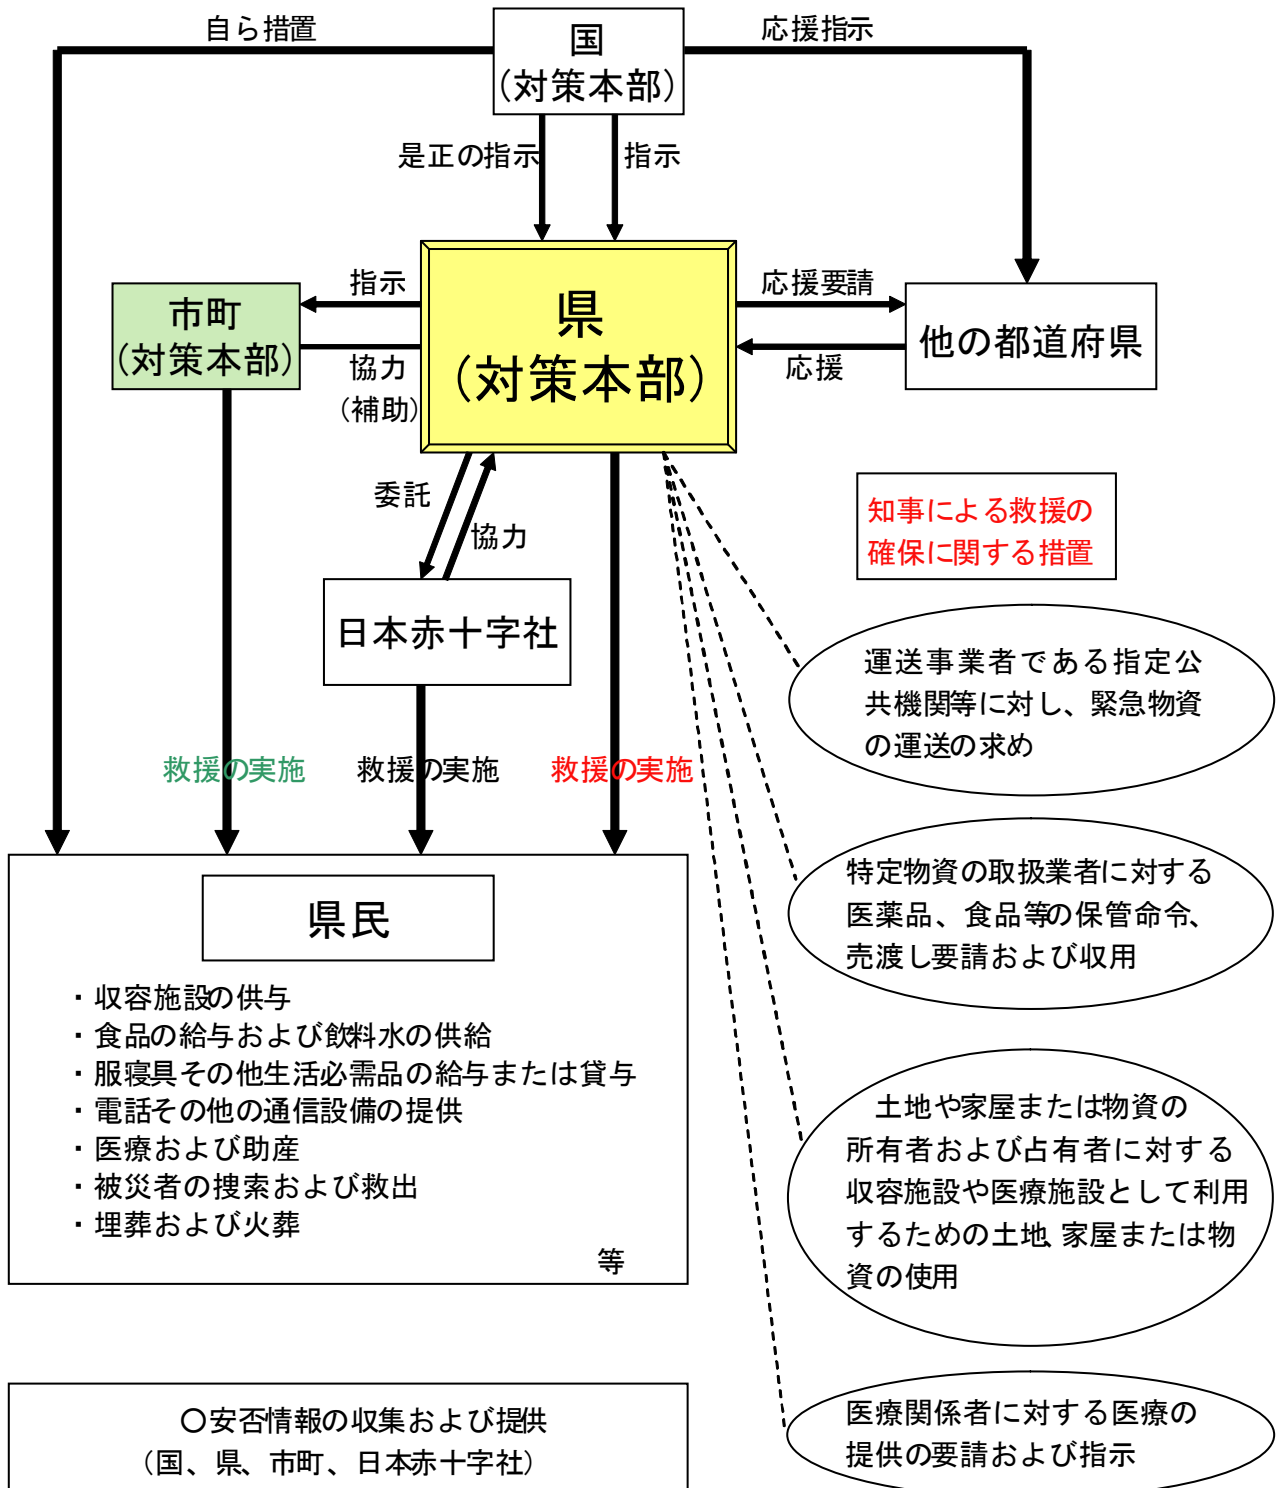 自ら措置
国
(対策本部)
応援指示
是正の指示
指示
指示
市町
(対策本部)
協力
(補助)
県
(対策本部)
応援要請
応援
他の都道府県
委託
協力
日本赤十字社
知事による救援の
確保に関する措置
運送事業者である指定公
共機関等に対し、緊急物資
の運送の求め
救援の実施
救援の実施
救援の実施
特定物資の取扱業者に対する
医薬品、食品等の保管命令、
売渡し要請および収用
県民
・収容施設の供与
・食品の給与および飲料水の供給
・服寝具その他生活必需品の給与または貸与
・電話その他の通信設備の提供
・医療および助産
・被災者の捜索および救出
・埋葬および火葬
等
土地や家屋または物資の
所有者および占有者に対する
収容施設や医療施設として利用
するための土地、家屋または物
資の使用
〇安否情報の収集および提供
(国、県、市町、日本赤十字社)
医療関係者に対する医療の
提供の要請および指示